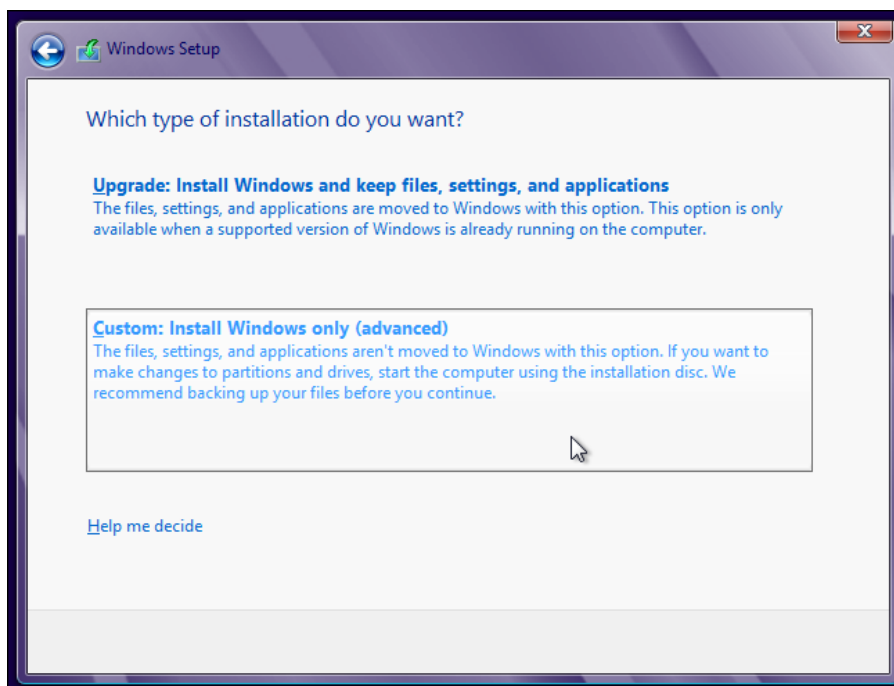 Windows Setup
Which type of installation do you want?
Upgrade: Install Windows and keep files, settings, and applications
The files, settings, and applications are moved to Windows with this option. This option is only
available when a supported version of Windows is already running on the computer.
Custom: Install Windows only (advanced)
The files, settings, and applications aren't moved to Windows with this option. If you want to
make changes to partitions and drives, start the computer using the installation disc. We
recommend backing up your files before you continue.
Help me decide